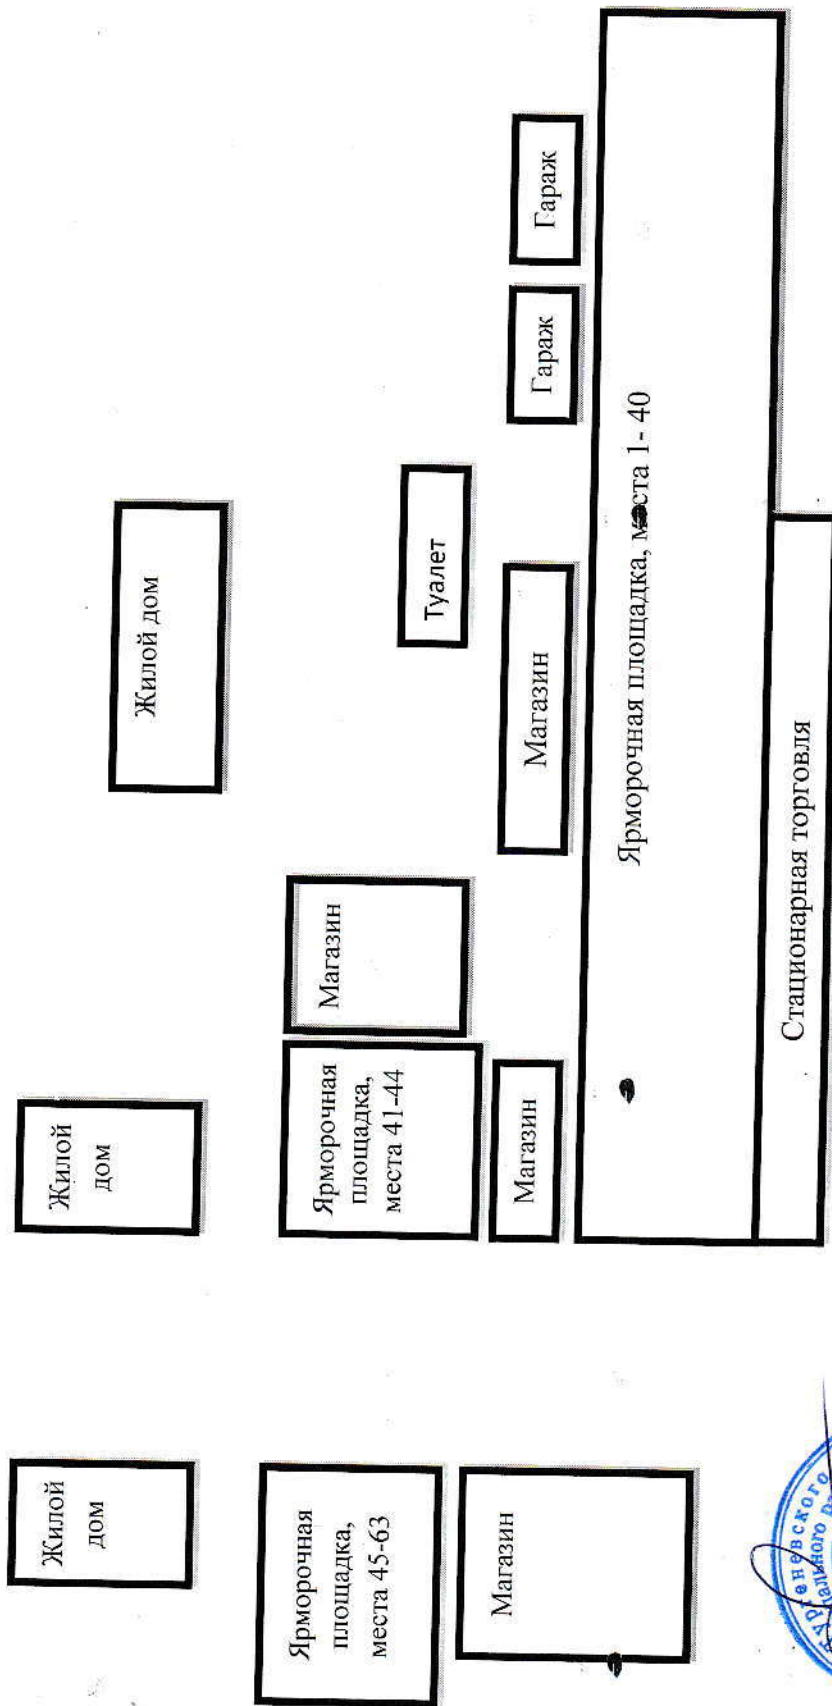 Жилой
дом
Жилой
дом
Жилой дом
Ярморочная
площадка,
места 45-63
Ярморочная
площадка,
места 41-44
Магазин
Туалет
Магазин
Магазин
Магазин
Гараж
Гараж
Ярморочная площадка, места 1- 40
Стационарная торговля